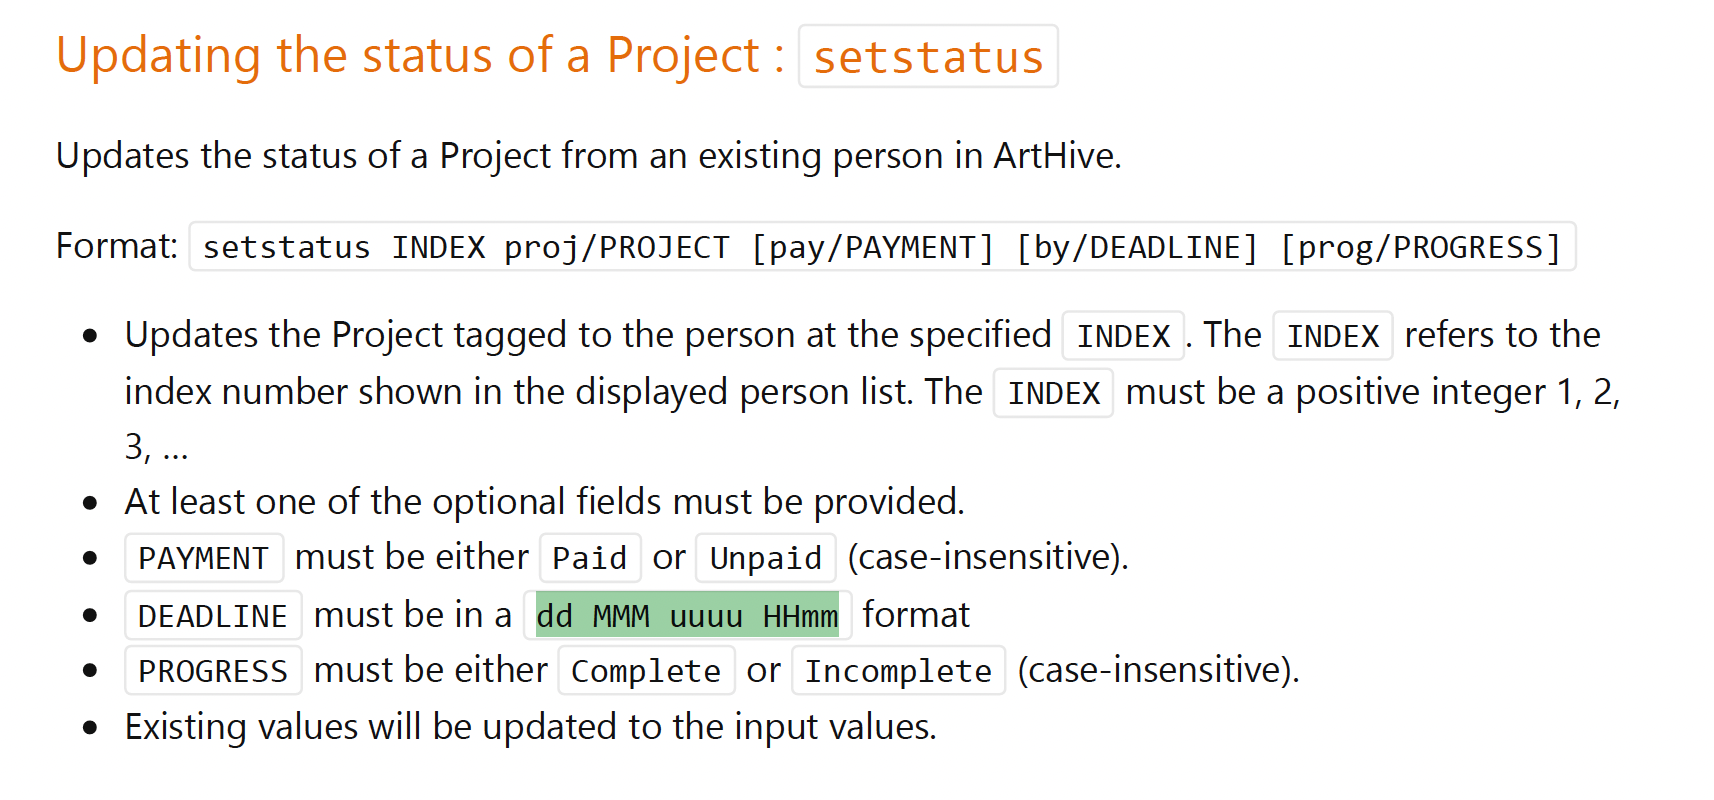 Updating the status of a Project : setstatus
Updates the status of a Project from an existing person in ArtHive.
Format: setstatus INDEX proj/PROJECT [pay/PAYMENT] [by/DEADLINE] [prog/PROGRESS]
• Updates the Project tagged to the person at the specified INDEX. The INDEX refers to the
index number shown in the displayed person list. The INDEX must be a positive integer 1, 2,
3, …
• At least one of the optional fields must be provided.
• PAYMENT must be either Paid or Unpaid (case-insensitive).
• DEADLINE must be in a dd MMM uuuu HHmm format
• PROGRESS must be either Complete or Incomplete (case-insensitive).
• Existing values will be updated to the input values.